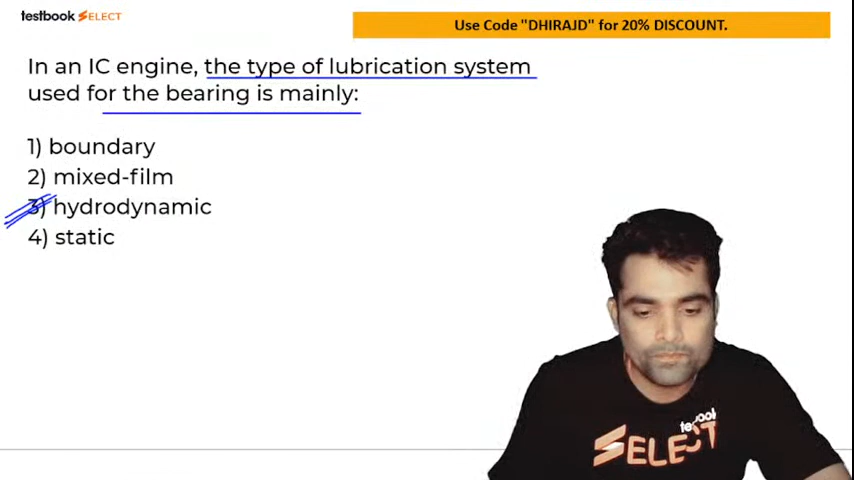 testbook SELECT
Use Code "DHIRAJD" for 20% DISCOUNT.
In an IC engine, the type of lubrication system
used for the bearing is mainly:
1) boundary
2) mixed-film
3) hydrodynamic
4) static
testbook
SELECT